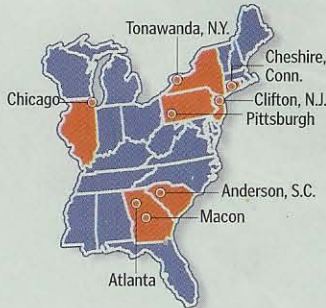 Tonawanda, N.Y.
Cheshire,
Conn.
Chicago
Clifton, N.J.
Pittsburgh
Anderson, S.C.
Macon
Atlanta